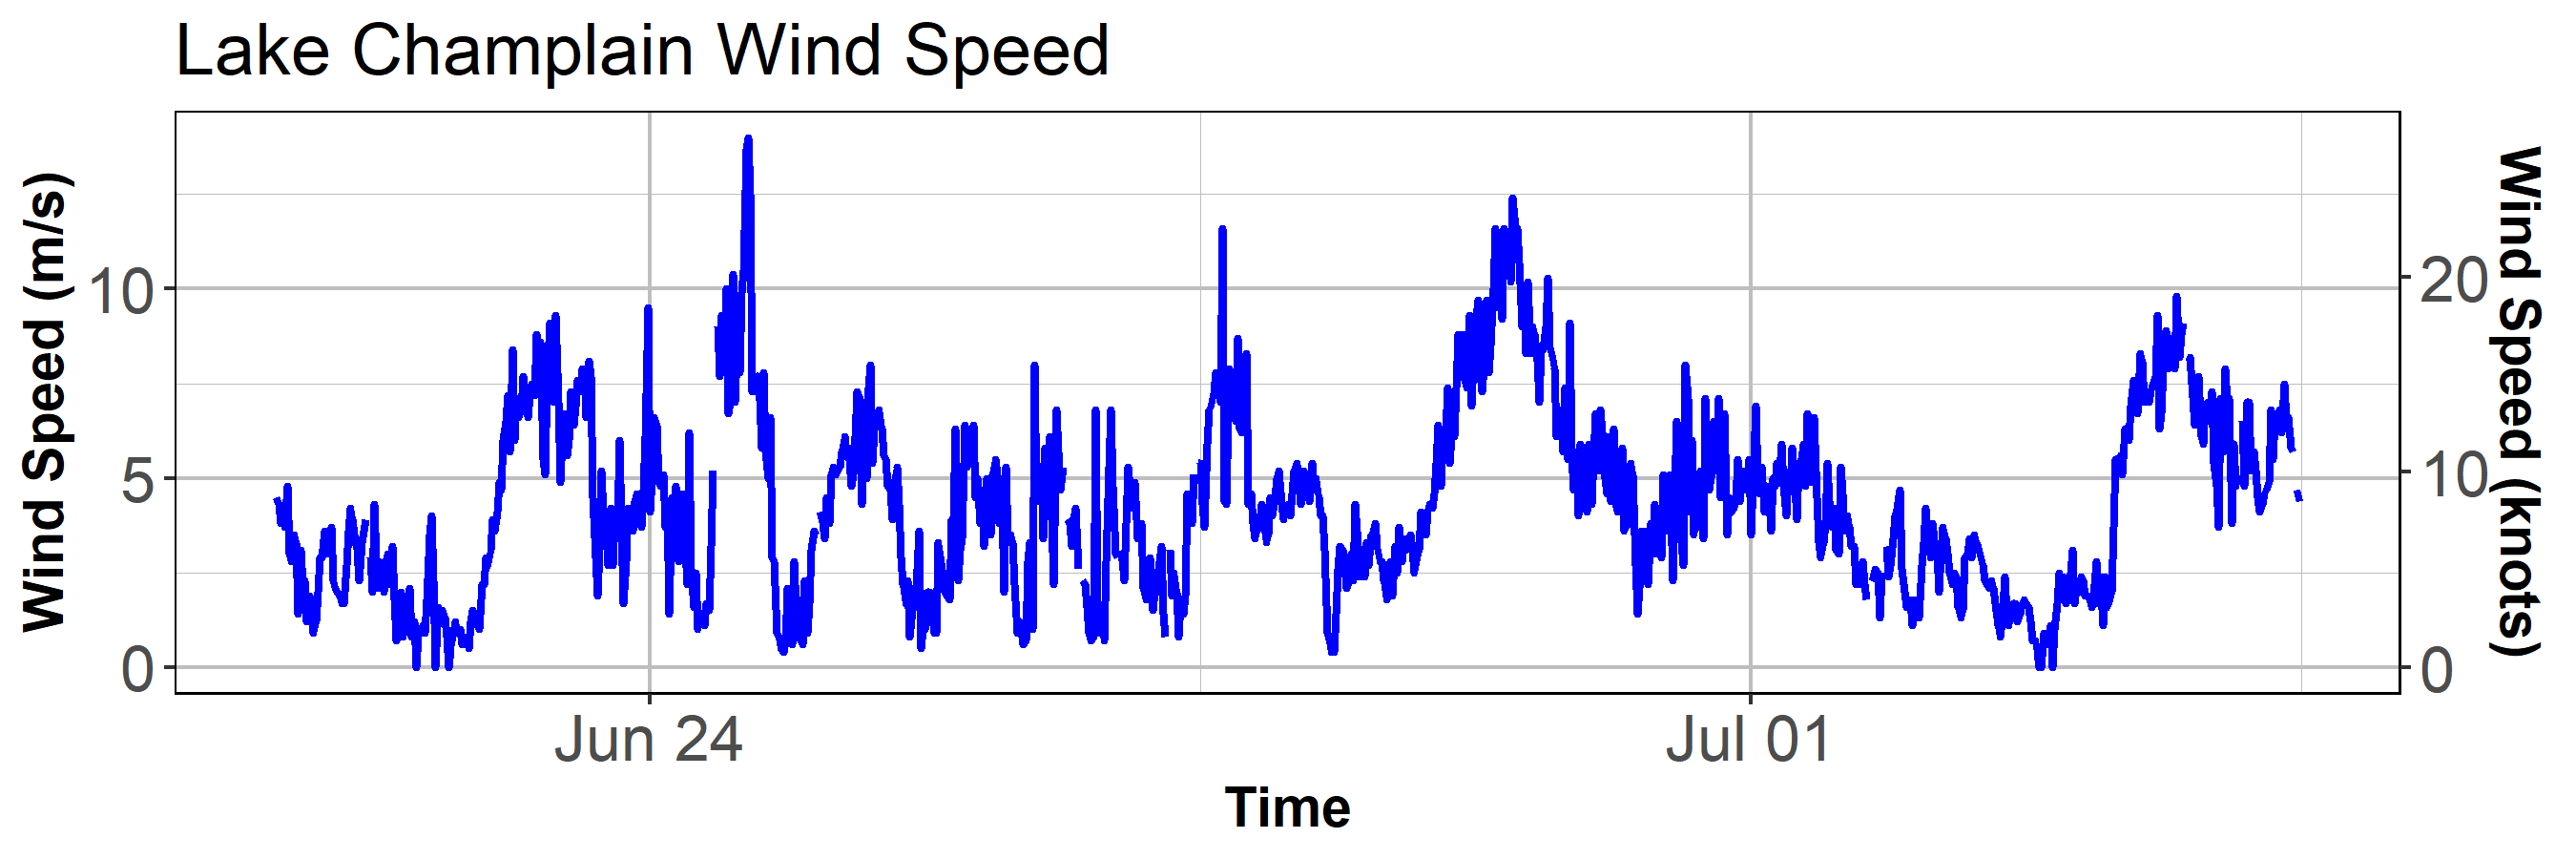 Lake Champlain Wind Speed
Wind Speed (m/s)
10
5
0
20
10
0
Wind Speed (knots)
Jun 24
Jul 01
Time